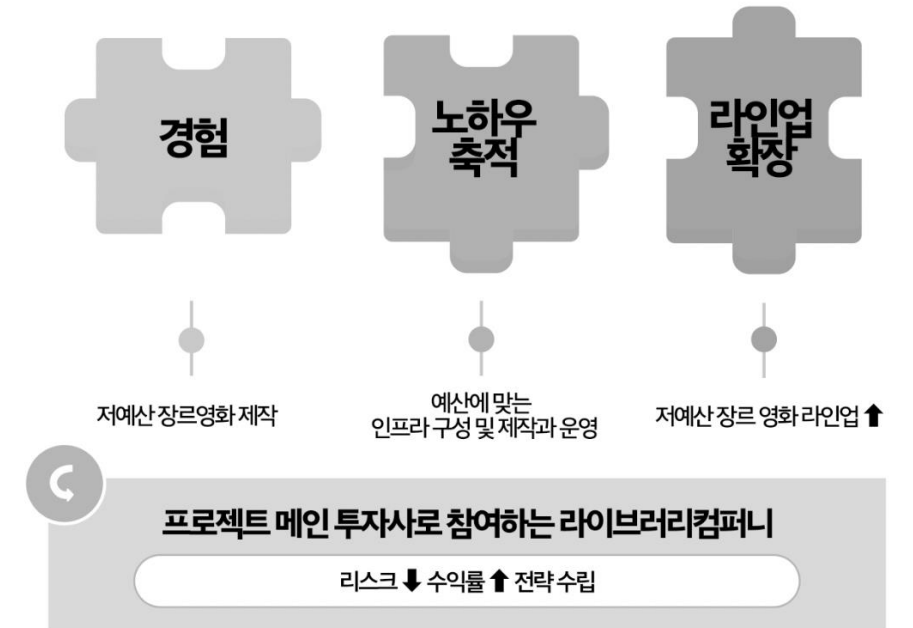 경험
노하우
축적
라인업
확장
저예산 장르영화 제작
예산에 맞는
인프라 구성 및 제작과 운영
저예산 장르 영화 라인업 ⬆
프로젝트 메인 투자사로 참여하는 라이브러리컴퍼니
리스크 ⬇ 수익률 ⬆ 전략 수립